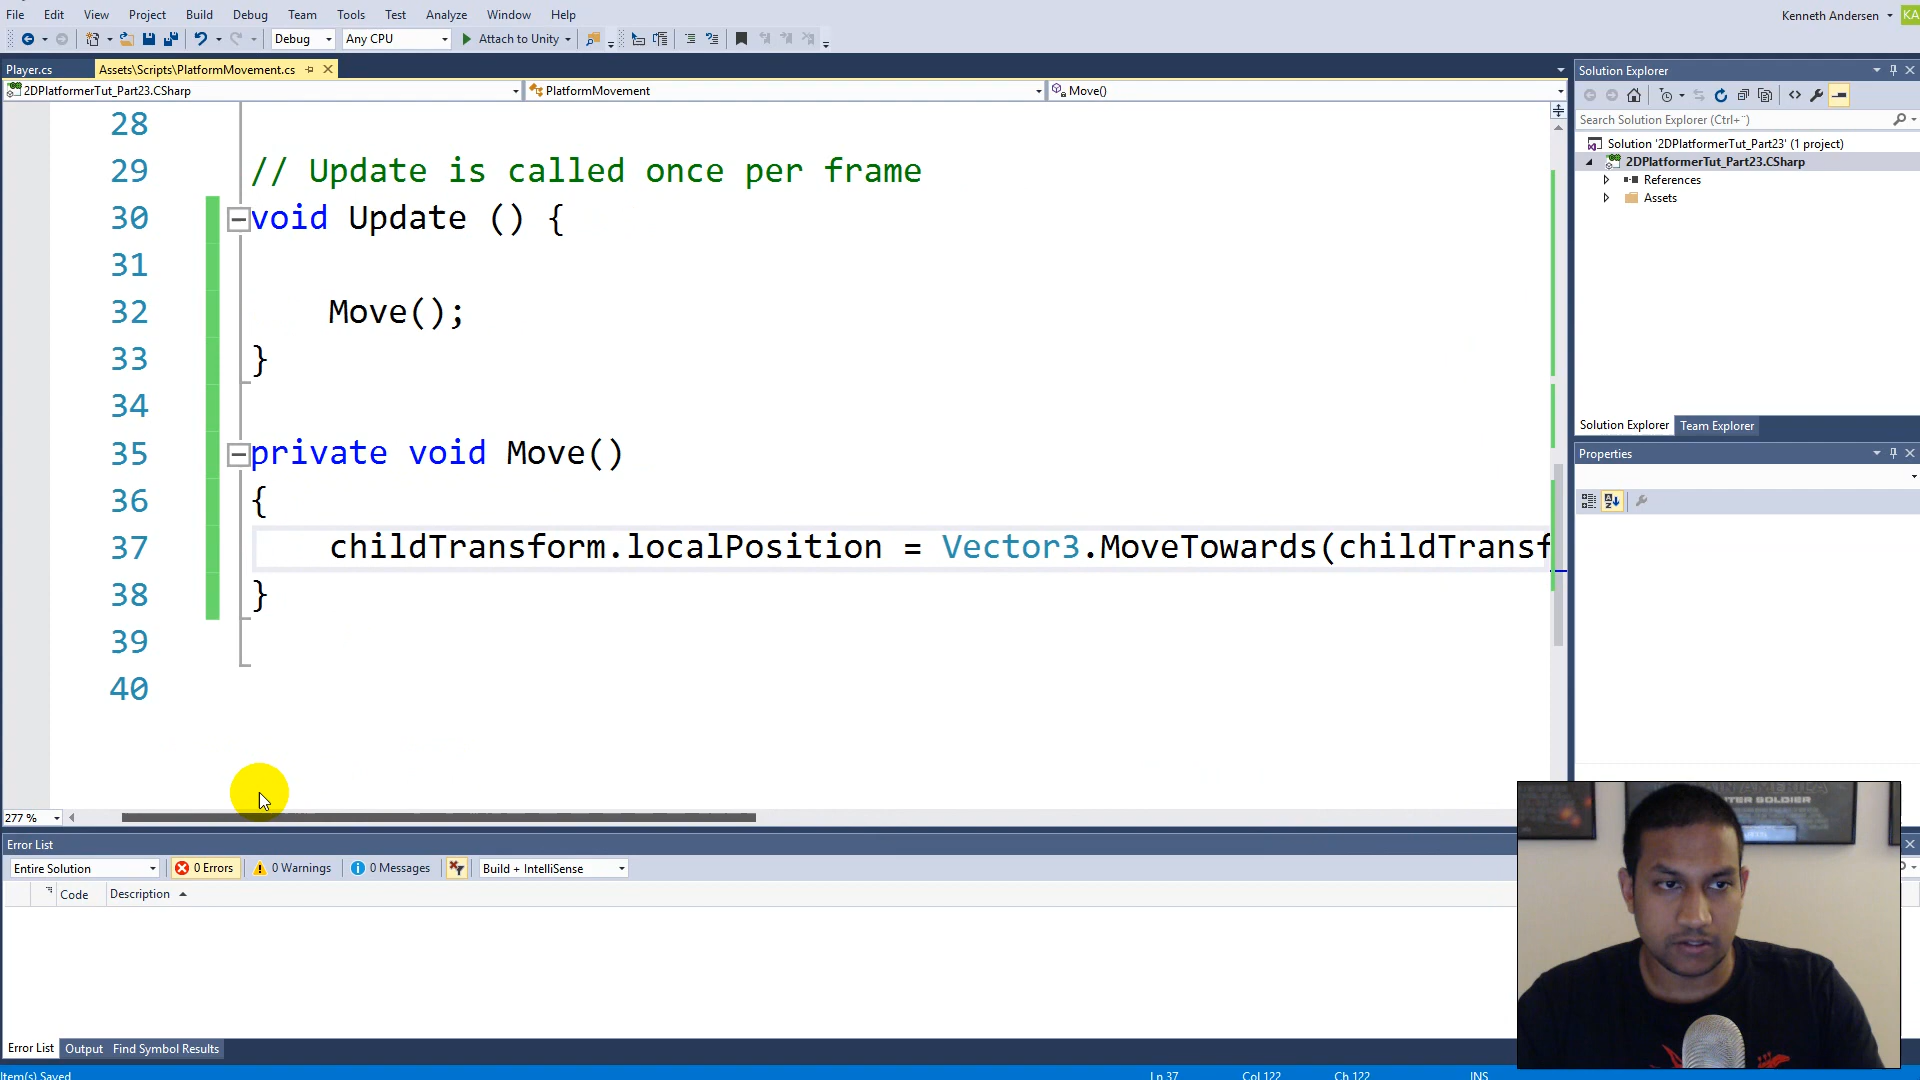 File Edit View Project Build Debug Team Tools Test Analyze Window Help
Kenneth Andersen
KA
Debug Any CPU Attach to Unity
Player.cs
Assets\Scripts\PlatformMovement.cs
2DPlatformerTut_Part23.CSharp
PlatformMovement
Move()
28
29 // Update is called once per frame
30 void Update () {
31
32 Move();
33 }
34
35 private void Move()
36 {
37 childTransform.localPosition = Vector3.MoveTowards(childTransf
38 }
39
40
277 %
Solution Explorer
Search Solution Explorer (Ctrl+¨)
Solution '2DPlatformerTut_Part23' (1 project)
2DPlatformerTut_Part23.CSharp
References
Assets
Solution Explorer Team Explorer
Properties
Error List
Entire Solution 0 Errors 0 Warnings 0 Messages Build + IntelliSense
Code Description
Error List Output Find Symbol Results
Item(s) Saved Ln 37 Col 122 Ch 122 INS